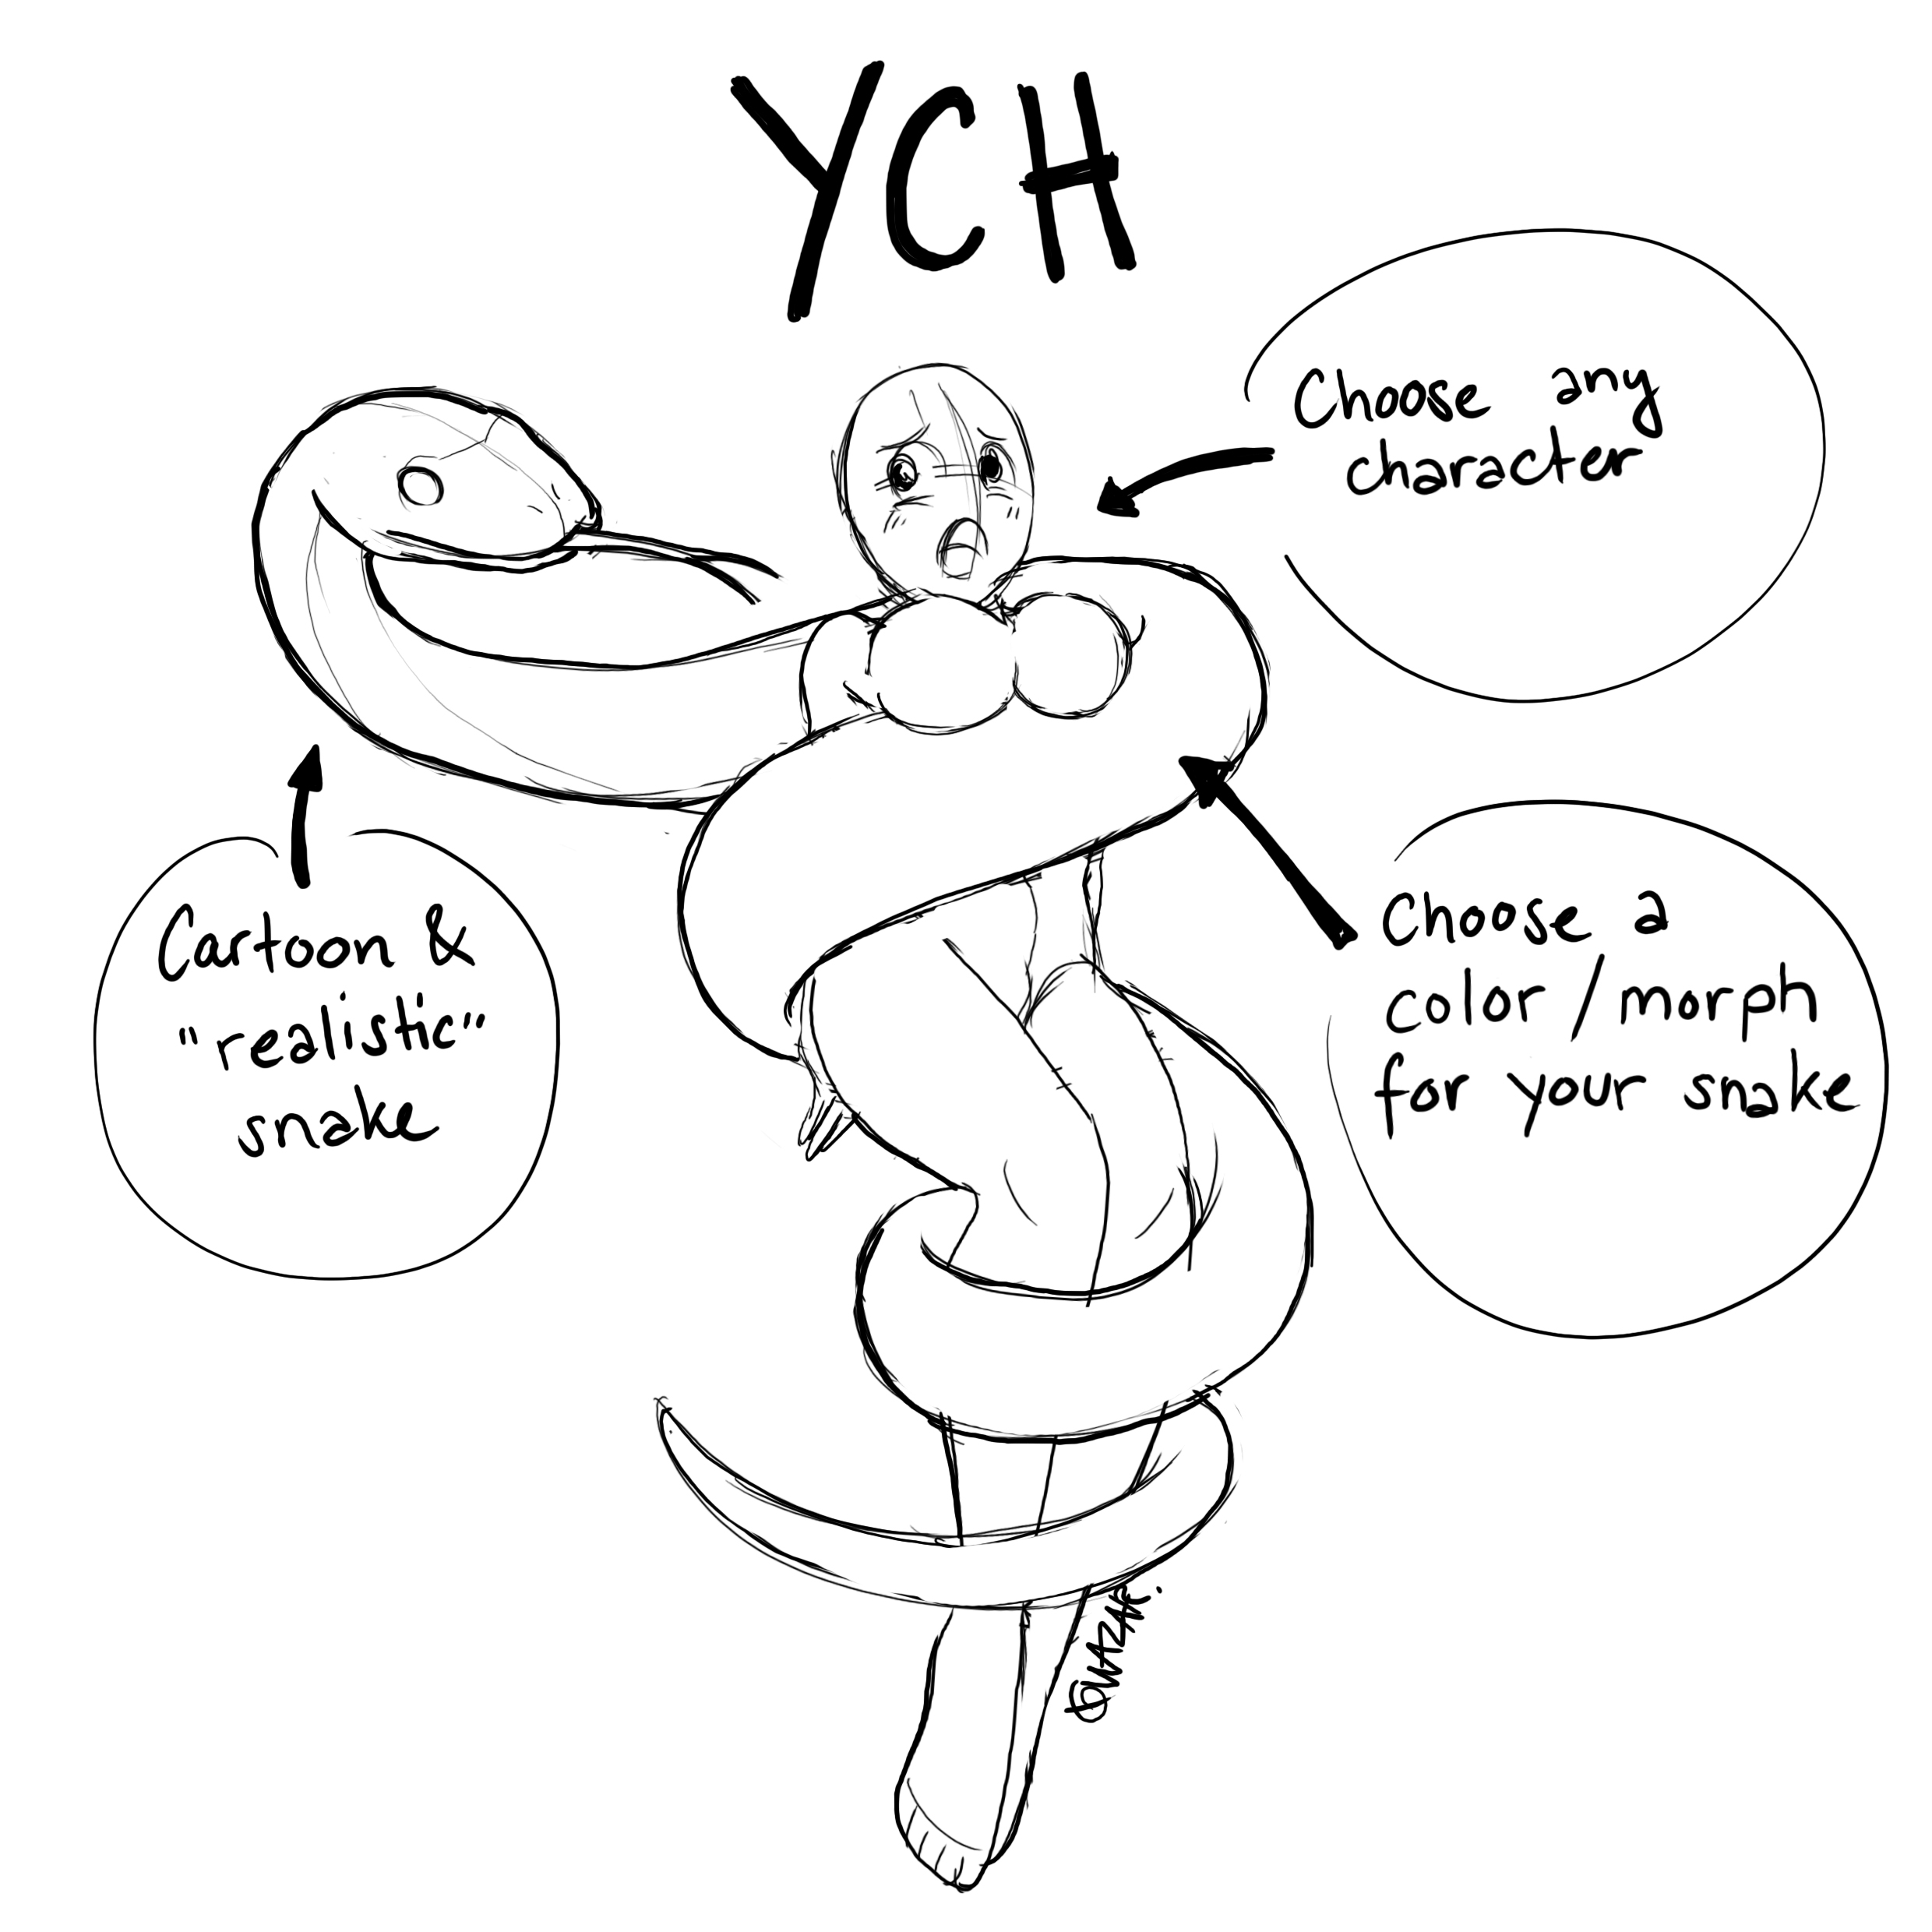 YCH
Choose any
character
Cartoon &
"realistic"
snake
Choose a
color/morph
for your snake